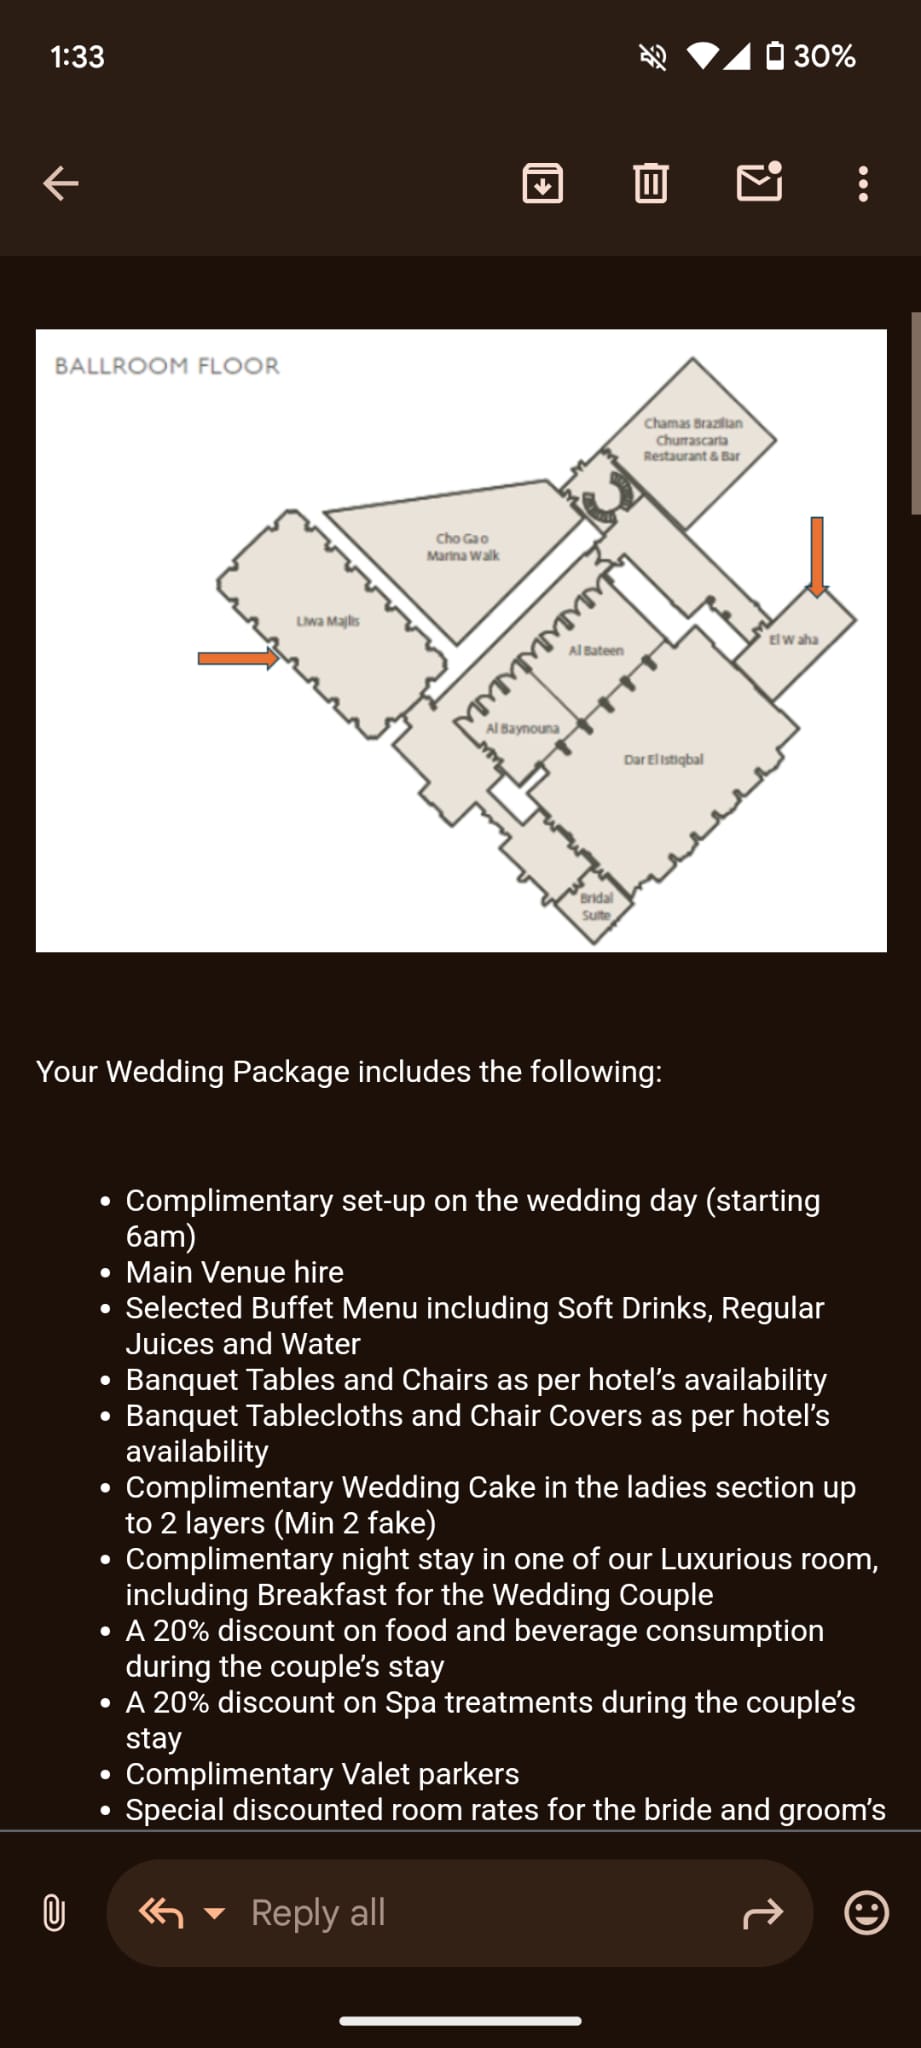 1:33
30%
BALLROOM FLOOR
Chamas Brazilian
Churrascaria
Restaurant & Bar
Cho Gao
Marina Walk
Liwa Majlis
El Waha
Al Bateen
Al Baynouna
Dar El Istiqbal
Bridal
Suite
Your Wedding Package includes the following:
• Complimentary set-up on the wedding day (starting
6am)
• Main Venue hire
• Selected Buffet Menu including Soft Drinks, Regular
Juices and Water
• Banquet Tables and Chairs as per hotel’s availability
• Banquet Tablecloths and Chair Covers as per hotel’s
availability
• Complimentary Wedding Cake in the ladies section up
to 2 layers (Min 2 fake)
• Complimentary night stay in one of our Luxurious room,
including Breakfast for the Wedding Couple
• A 20% discount on food and beverage consumption
during the couple’s stay
• A 20% discount on Spa treatments during the couple’s
stay
• Complimentary Valet parkers
• Special discounted room rates for the bride and groom’s
Reply all